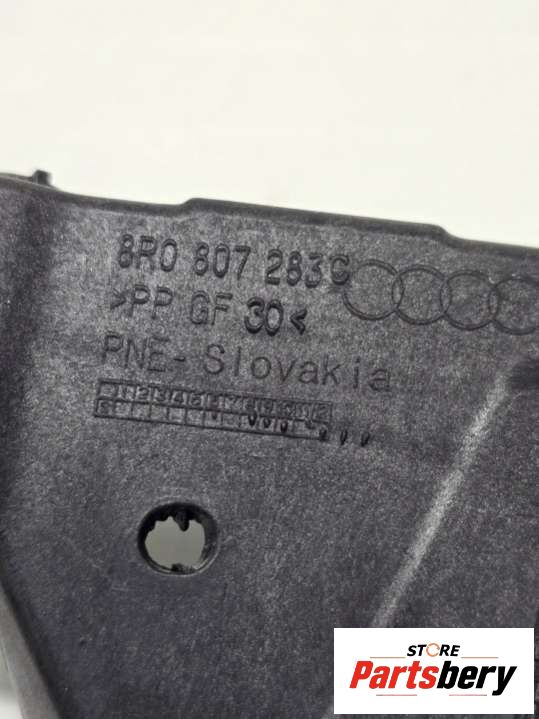 8R0 807 283C
>PP GF 30<
PNE- Slovakia
STORE
Partsbery